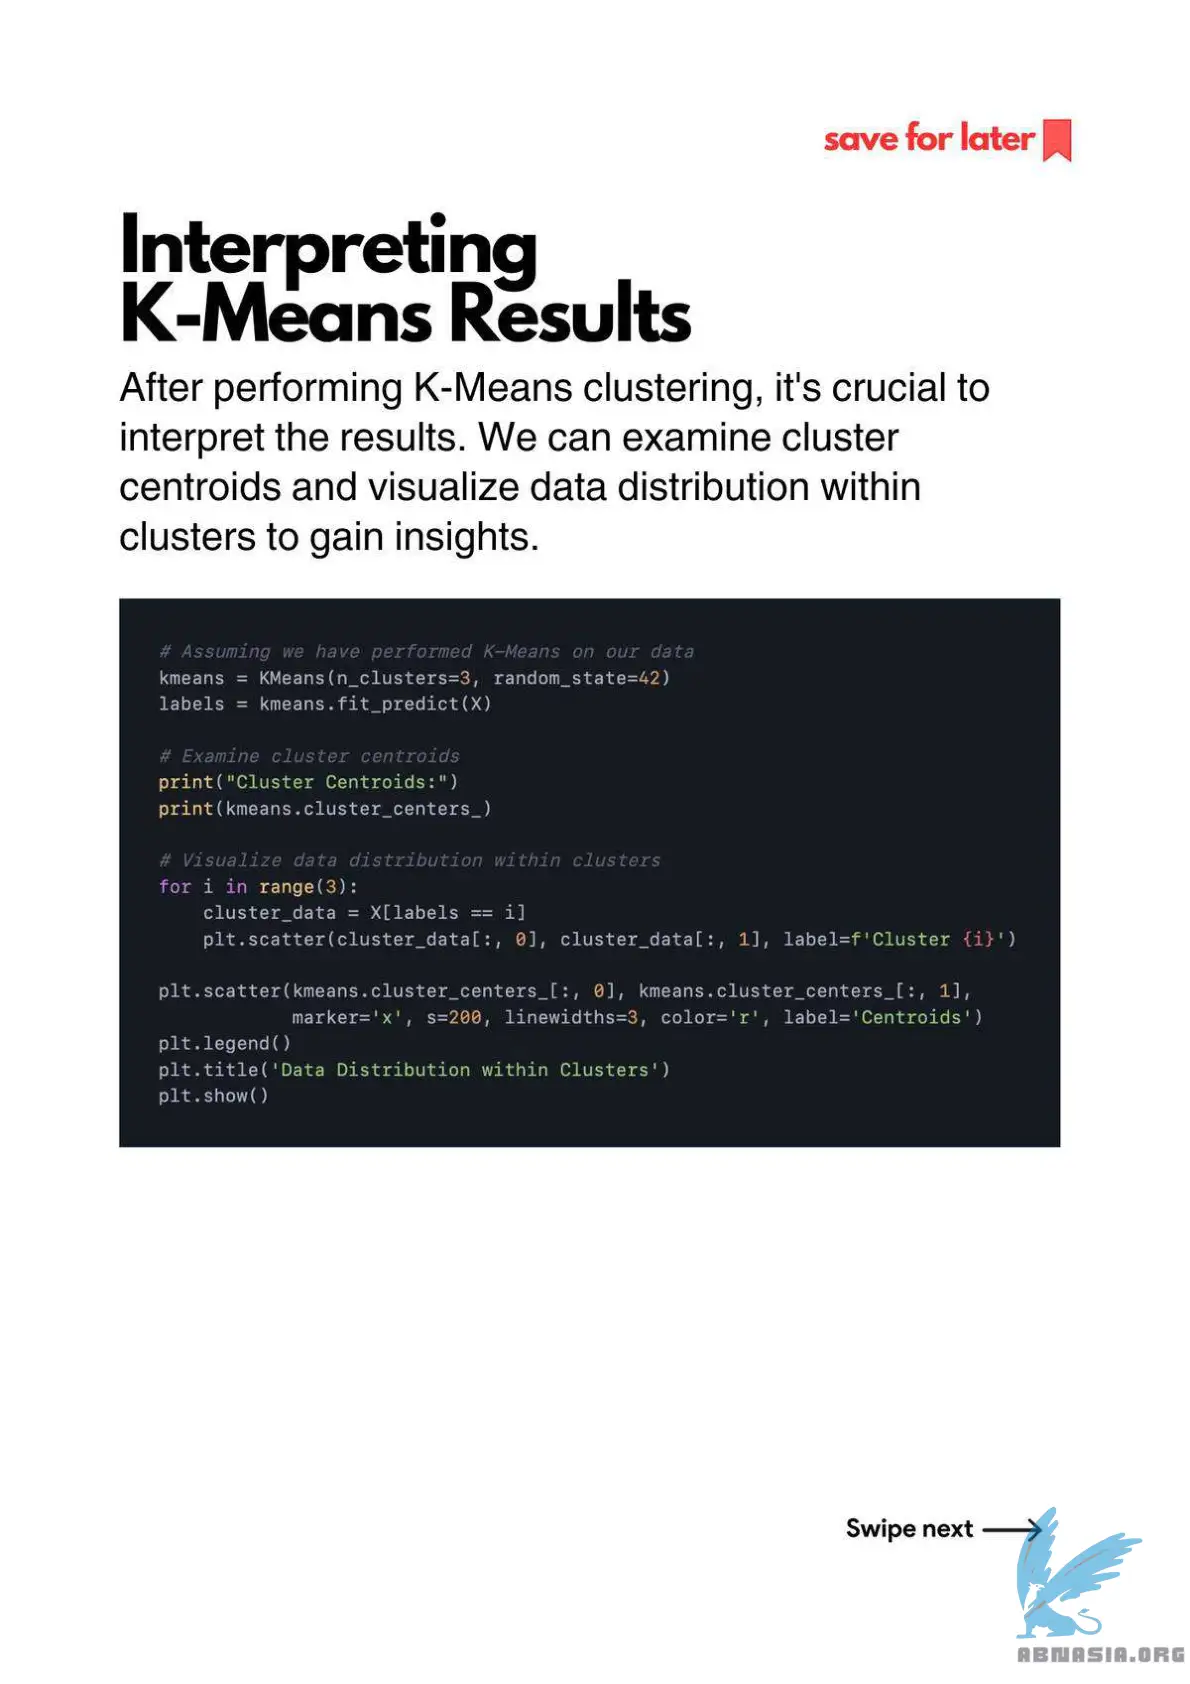 save for later
Interpreting
K-Means Results
After performing K-Means clustering, it's crucial to
interpret the results. We can examine cluster
centroids and visualize data distribution within
clusters to gain insights.
# Assuming we have performed K-Means on our data
kmeans = KMeans(n_clusters=3, random_state=42)
labels = kmeans.fit_predict(X)
# Examine cluster centroids
print("Cluster Centroids:")
print(kmeans.cluster_centers_)
# Visualize data distribution within clusters
for i in range(3):
    cluster_data = X[labels == i]
    plt.scatter(cluster_data[:, 0], cluster_data[:, 1], label=f'Cluster {i}')
plt.scatter(kmeans.cluster_centers_[:, 0], kmeans.cluster_centers_[:, 1],
            marker='x', s=200, linewidths=3, color='r', label='Centroids')
plt.legend()
plt.title('Data Distribution within Clusters')
plt.show()
Swipe next
ABNASIA.ORG